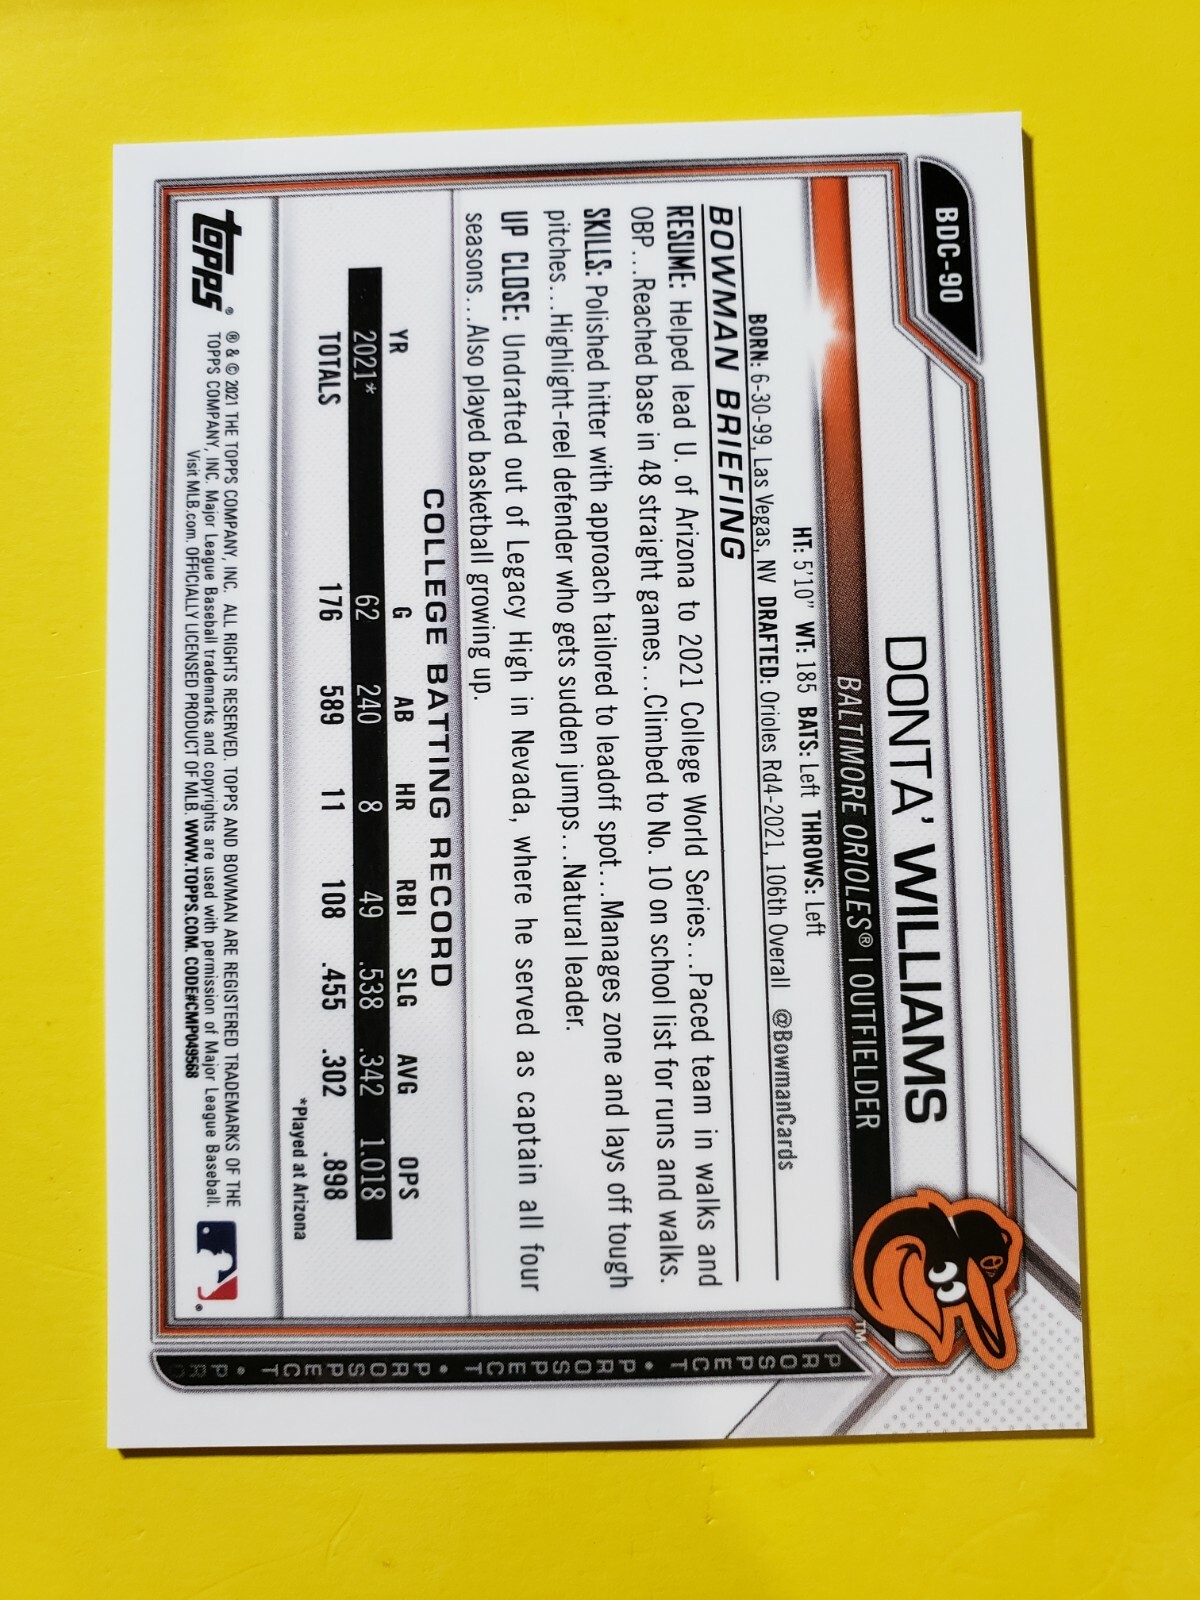 BDC-90
DONTA' WILLIAMS
BALTIMORE ORIOLES® | OUTFIELDER
HT: 5'10" WT: 185 BATS: Left THROWS: Left
BORN: 6-30-99, Las Vegas, NV DRAFTED: Orioles Rd4-2021, 106th Overall @BowmanCards
BOWMAN BRIEFING
RESUME: Helped lead U. of Arizona to 2021 College World Series...Paced team in walks and
OBP...Reached base in 48 straight games...Climbed to No. 10 on school list for runs and walks.
SKILLS: Polished hitter with approach tailored to leadoff spot...Manages zone and lays off tough
pitches...Highlight-reel defender who gets sudden jumps...Natural leader.
UP CLOSE: Undrafted out of Legacy High in Nevada, where he served as captain all four
seasons...Also played basketball growing up.
COLLEGE BATTING RECORD
YR G AB HR RBI SLG AVG OPS
2021* 62 240 8 49 .538 .342 1.018
TOTALS 176 589 11 108 .455 .302 .898
*Played at Arizona
topps®
® & © 2021 THE TOPPS COMPANY, INC. ALL RIGHTS RESERVED. TOPPS AND BOWMAN ARE REGISTERED TRADEMARKS OF THE
TOPPS COMPANY, INC. Major League Baseball trademarks and copyrights are used with permission of Major League Baseball.
Visit MLB.com. OFFICIALLY LICENSED PRODUCT OF MLB. WWW.TOPPS.COM. CODE#CMP049568
®
TM
PROSPECT • PROSPECT • PROSPECT • PR